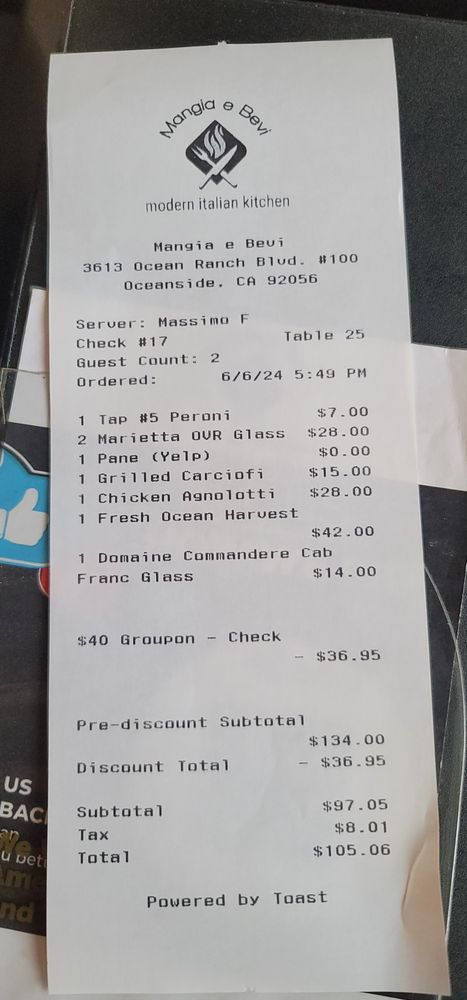 Mangia e Bevi
modern italian kitchen
Mangia e Bevi
3613 Ocean Ranch Blvd. #100
Oceanside, CA 92056
Server: Massimo F
Check #17 Table 25
Guest Count: 2
Ordered: 6/6/24 5:49 PM
1 Tap #5 Peroni $7.00
2 Marietta OVR Glass $28.00
1 Pane (Yelp) $0.00
1 Grilled Carciofi $15.00
1 Chicken Agnolotti $28.00
1 Fresh Ocean Harvest
$42.00
1 Domaine Commandere Cab
Franc Glass $14.00
$40 Groupon - Check
- $36.95
Pre-discount Subtotal
$134.00
Discount Total - $36.95
Subtotal $97.05
Tax $8.01
Total $105.06
Powered by Toast
US